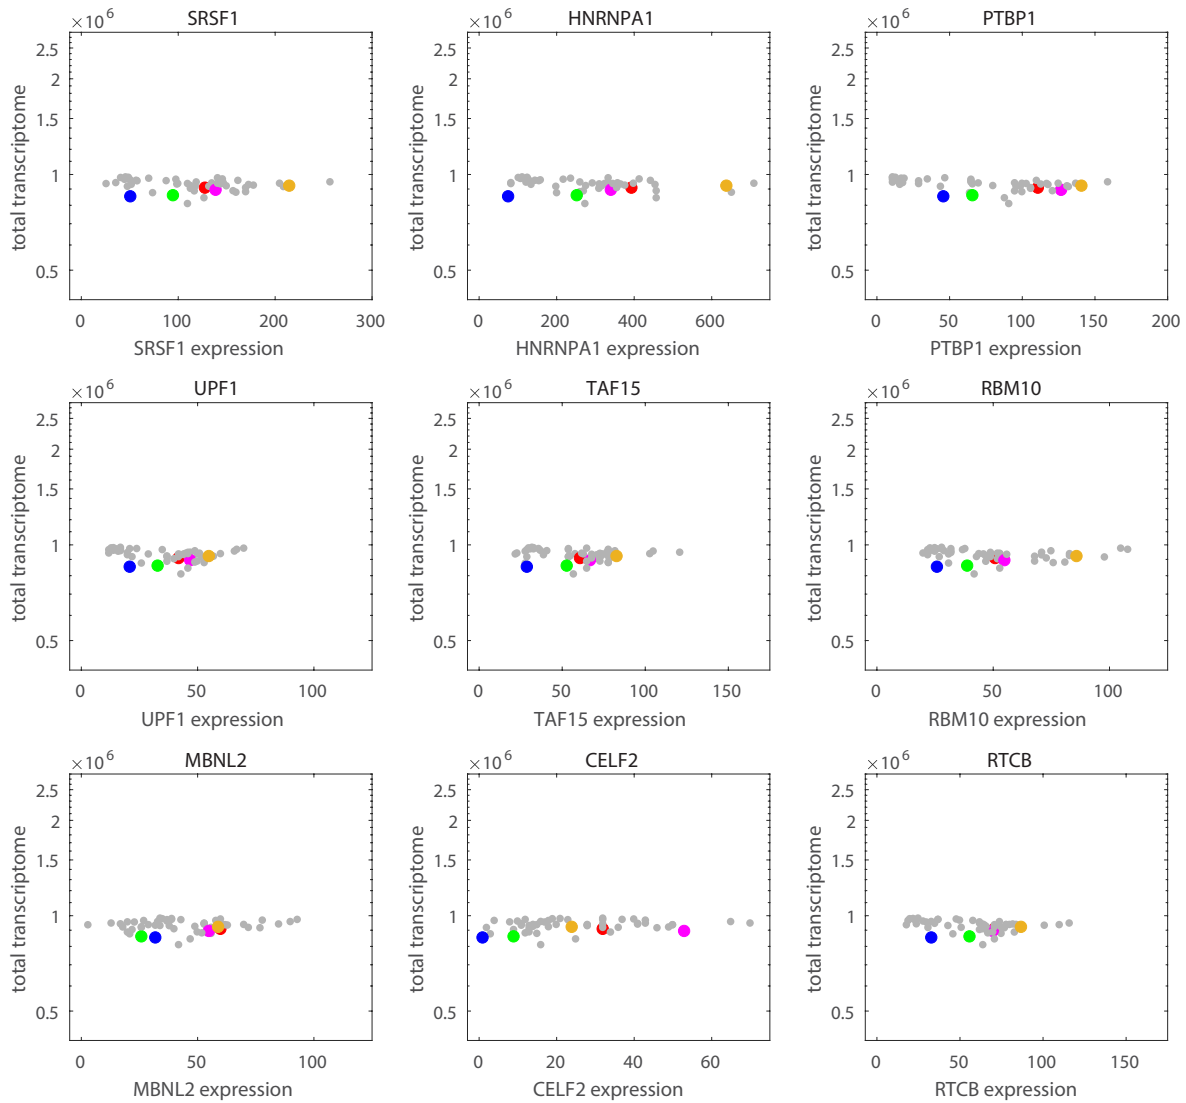 SRSF1
×10 6
2.5
2
1.5
1
0.5
total transcriptome
0 100 200 300
SRSF1 expression
HNRNPA1
×10 6
2.5
2
1.5
1
0.5
total transcriptome
0 200 400 600
HNRNPA1 expression
PTBP1
×10 6
2.5
2
1.5
1
0.5
total transcriptome
0 50 100 150 200
PTBP1 expression
UPF1
×10 6
2.5
2
1.5
1
0.5
total transcriptome
0 50 100
UPF1 expression
TAF15
×10 6
2.5
2
1.5
1
0.5
total transcriptome
0 50 100 150
TAF15 expression
RBM10
×10 6
2.5
2
1.5
1
0.5
total transcriptome
0 50 100
RBM10 expression
MBNL2
×10 6
2.5
2
1.5
1
0.5
total transcriptome
0 50 100
MBNL2 expression
CELF2
×10 6
2.5
2
1.5
1
0.5
total transcriptome
0 20 40 60
CELF2 expression
RTCB
×10 6
2.5
2
1.5
1
0.5
total transcriptome
0 50 100 150
RTCB expression